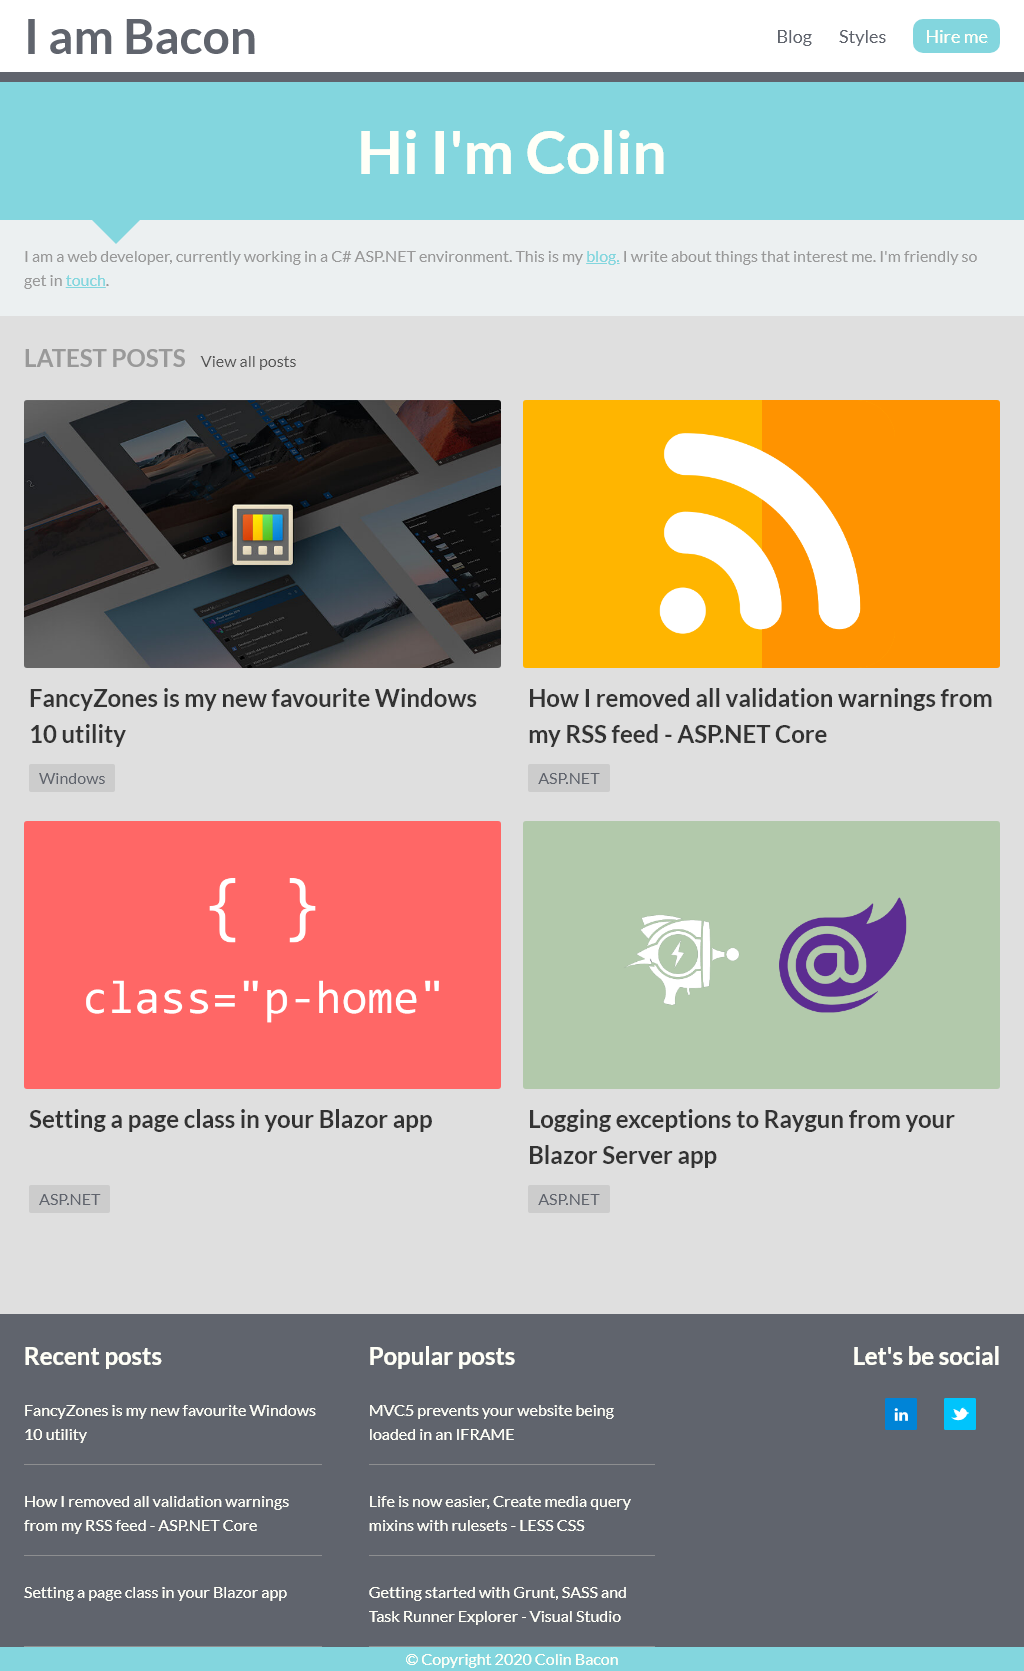 I am Bacon
Blog Styles Hire me
Hi I'm Colin
I am a web developer, currently working in a C# ASP.NET environment. This is my blog. I write about things that interest me. I'm friendly so
get in touch.
LATEST POSTS View all posts
FancyZones is my new favourite Windows
10 utility
Windows
How I removed all validation warnings from
my RSS feed - ASP.NET Core
ASP.NET
{ }
class="p-home"
Setting a page class in your Blazor app
ASP.NET
@
Logging exceptions to Raygun from your
Blazor Server app
ASP.NET
Recent posts
FancyZones is my new favourite Windows
10 utility
How I removed all validation warnings
from my RSS feed - ASP.NET Core
Setting a page class in your Blazor app
Popular posts
MVC5 prevents your website being
loaded in an IFRAME
Life is now easier, Create media query
mixins with rulesets - LESS CSS
Getting started with Grunt, SASS and
Task Runner Explorer - Visual Studio
Let's be social
in
© Copyright 2020 Colin Bacon